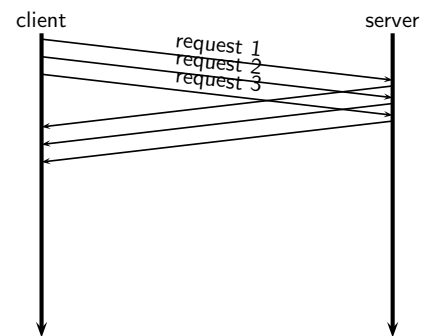 client
server
request 1
request 2
request 3